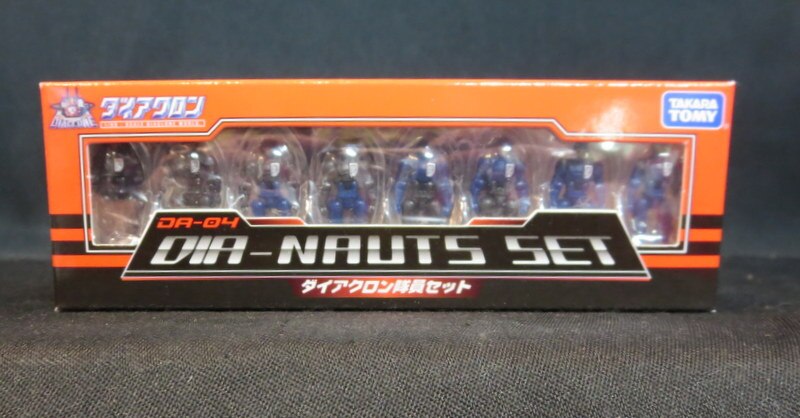 DIACLONE
ダイアクロン
TAKARA
TOMY
DA-04
DIA-NAUTS SET
ダイアクロン隊員セット